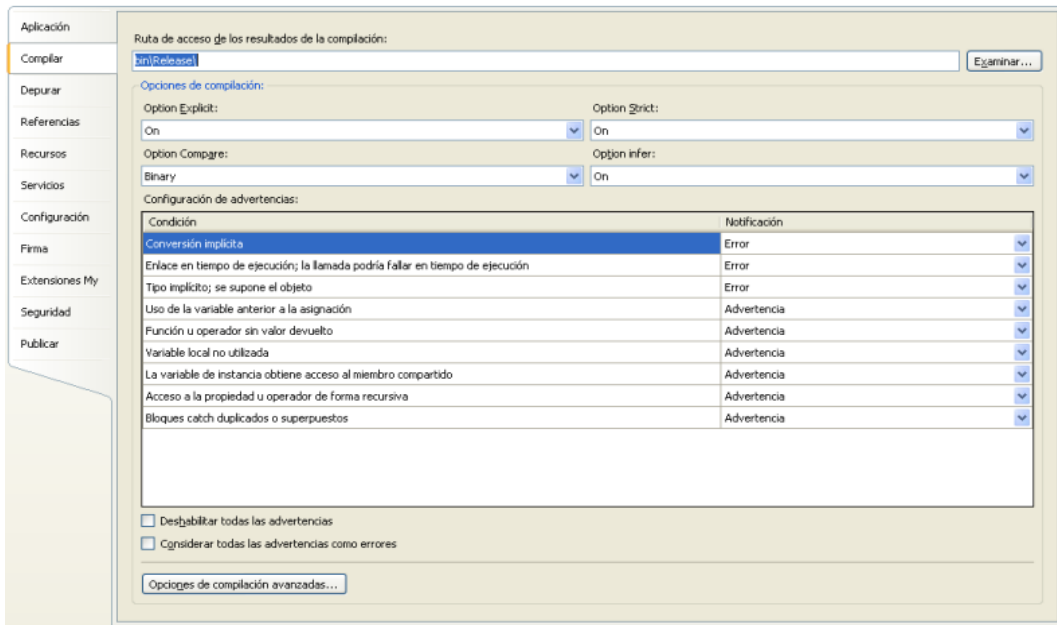 Aplicación
Compilar
Depurar
Referencias
Recursos
Servicios
Configuración
Firma
Extensiones My
Seguridad
Publicar
Ruta de acceso de los resultados de la compilación:
bin\Release\
Examinar...
Opciones de compilación:
Option Explicit:
Option Strict:
On
On
Option Compare:
Option infer:
Binary
On
Configuración de advertencias:
Condición Notificación
Conversión implícita Error
Enlace en tiempo de ejecución; la llamada podría fallar en tiempo de ejecución Error
Tipo implícito; se supone el objeto Error
Uso de la variable anterior a la asignación Advertencia
Función u operador sin valor devuelto Advertencia
Variable local no utilizada Advertencia
La variable de instancia obtiene acceso al miembro compartido Advertencia
Acceso a la propiedad u operador de forma recursiva Advertencia
Bloques catch duplicados o superpuestos Advertencia
Deshabilitar todas las advertencias
Considerar todas las advertencias como errores
Opciones de compilación avanzadas...